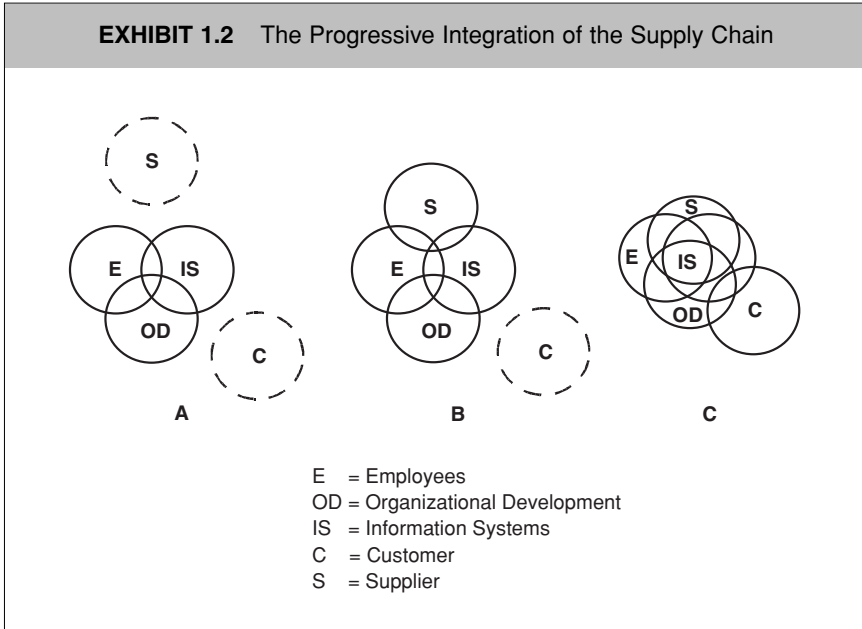 EXHIBIT 1.2 The Progressive Integration of the Supply Chain
S
E IS
OD
C
A
S
E IS
OD
C
B
S
E IS
OD C
C
E = Employees
OD = Organizational Development
IS = Information Systems
C = Customer
S = Supplier